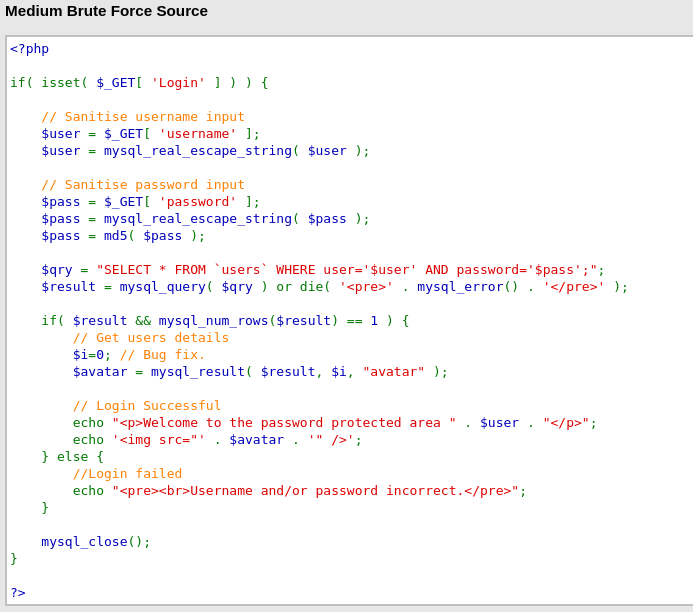 Medium Brute Force Source
<?php
if( isset( $_GET[ 'Login' ] ) ) {
    // Sanitise username input
    $user = $_GET[ 'username' ];
    $user = mysql_real_escape_string( $user );
    // Sanitise password input
    $pass = $_GET[ 'password' ];
    $pass = mysql_real_escape_string( $pass );
    $pass = md5( $pass );
    $qry = "SELECT * FROM `users` WHERE user='$user' AND password='$pass';";
    $result = mysql_query( $qry ) or die( '<pre>' . mysql_error() . '</pre>' );
    if( $result && mysql_num_rows($result) == 1 ) {
        // Get users details
        $i=0; // Bug fix.
        $avatar = mysql_result( $result, $i, "avatar" );
        // Login Successful
        echo "<p>Welcome to the password protected area " . $user . "</p>";
        echo '<img src="' . $avatar . '" />';
    } else {
        //Login failed
        echo "<pre><br>Username and/or password incorrect.</pre>";
    }
    mysql_close();
}
?>